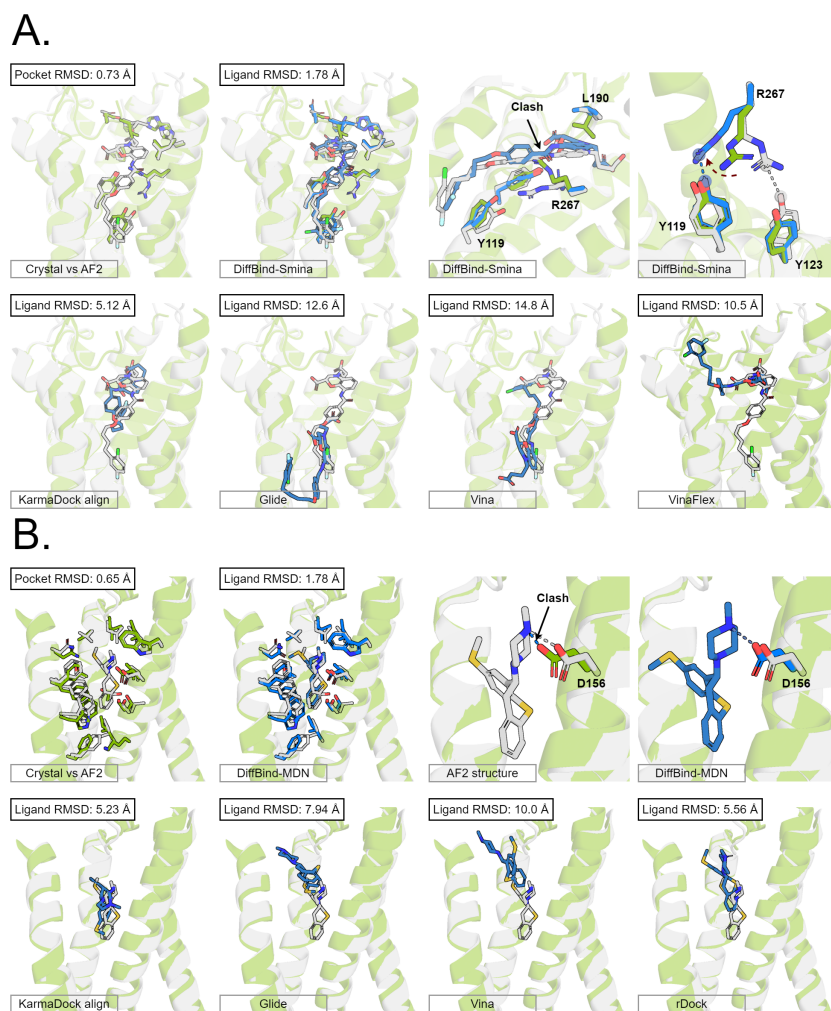 A.
Pocket RMSD: 0.73 Å
Crystal vs AF2
Ligand RMSD: 1.78 Å
DiffBind-Smina
L190
Clash
R267
Y119
DiffBind-Smina
R267
Y119
Y123
DiffBind-Smina
Ligand RMSD: 5.12 Å
KarmaDock align
Ligand RMSD: 12.6 Å
Glide
Ligand RMSD: 14.8 Å
Vina
Ligand RMSD: 10.5 Å
VinaFlex
B.
Pocket RMSD: 0.65 Å
Crystal vs AF2
Ligand RMSD: 1.78 Å
DiffBind-MDN
Clash
D156
AF2 structure
D156
DiffBind-MDN
Ligand RMSD: 5.23 Å
KarmaDock align
Ligand RMSD: 7.94 Å
Glide
Ligand RMSD: 10.0 Å
Vina
Ligand RMSD: 5.56 Å
rDock